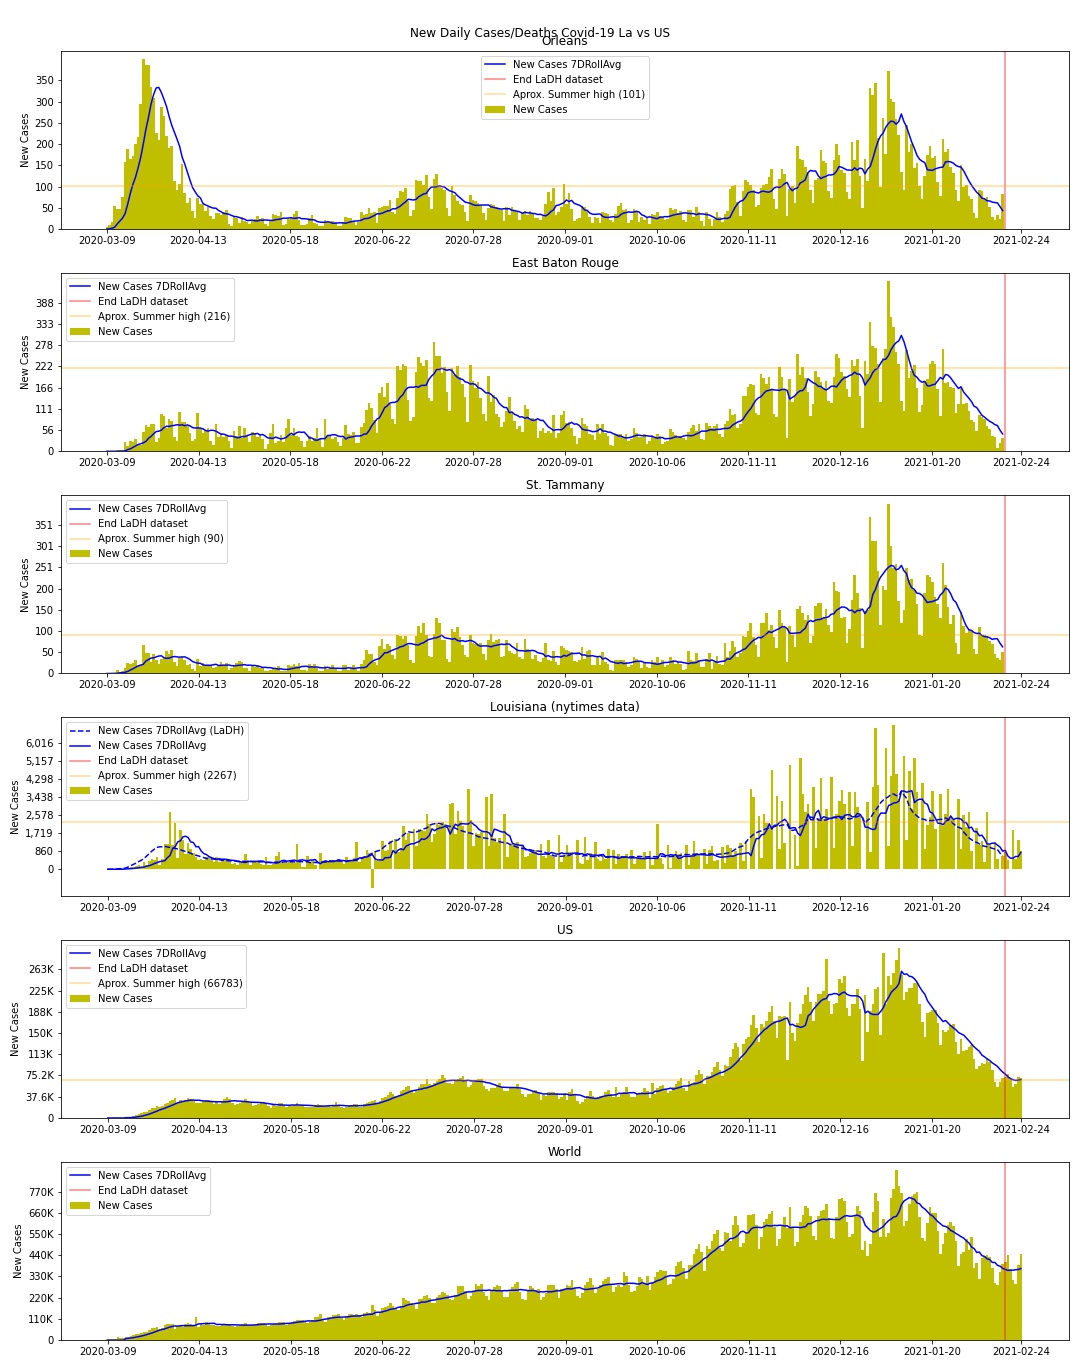 New Daily Cases/Deaths Covid-19 La vs US
Orleans
New Cases
350
300
250
200
150
100
50
0
New Cases 7DRollAvg
End LaDH dataset
Aprox. Summer high (101)
New Cases
2020-03-09 2020-04-13 2020-05-18 2020-06-22 2020-07-28 2020-09-01 2020-10-06 2020-11-11 2020-12-16 2021-01-20 2021-02-24
East Baton Rouge
New Cases
388
333
278
222
166
111
56
0
New Cases 7DRollAvg
End LaDH dataset
Aprox. Summer high (216)
New Cases
2020-03-09 2020-04-13 2020-05-18 2020-06-22 2020-07-28 2020-09-01 2020-10-06 2020-11-11 2020-12-16 2021-01-20 2021-02-24
St. Tammany
New Cases
351
301
251
200
150
100
50
0
New Cases 7DRollAvg
End LaDH dataset
Aprox. Summer high (90)
New Cases
2020-03-09 2020-04-13 2020-05-18 2020-06-22 2020-07-28 2020-09-01 2020-10-06 2020-11-11 2020-12-16 2021-01-20 2021-02-24
Louisiana (nytimes data)
New Cases
6,016
5,157
4,298
3,438
2,578
1,719
860
0
New Cases 7DRollAvg (LaDH)
New Cases 7DRollAvg
End LaDH dataset
Aprox. Summer high (2267)
New Cases
2020-03-09 2020-04-13 2020-05-18 2020-06-22 2020-07-28 2020-09-01 2020-10-06 2020-11-11 2020-12-16 2021-01-20 2021-02-24
US
New Cases
263K
225K
188K
150K
113K
75.2K
37.6K
0
New Cases 7DRollAvg
End LaDH dataset
Aprox. Summer high (66783)
New Cases
2020-03-09 2020-04-13 2020-05-18 2020-06-22 2020-07-28 2020-09-01 2020-10-06 2020-11-11 2020-12-16 2021-01-20 2021-02-24
World
New Cases
770K
660K
550K
440K
330K
220K
110K
0
New Cases 7DRollAvg
End LaDH dataset
New Cases
2020-03-09 2020-04-13 2020-05-18 2020-06-22 2020-07-28 2020-09-01 2020-10-06 2020-11-11 2020-12-16 2021-01-20 2021-02-24